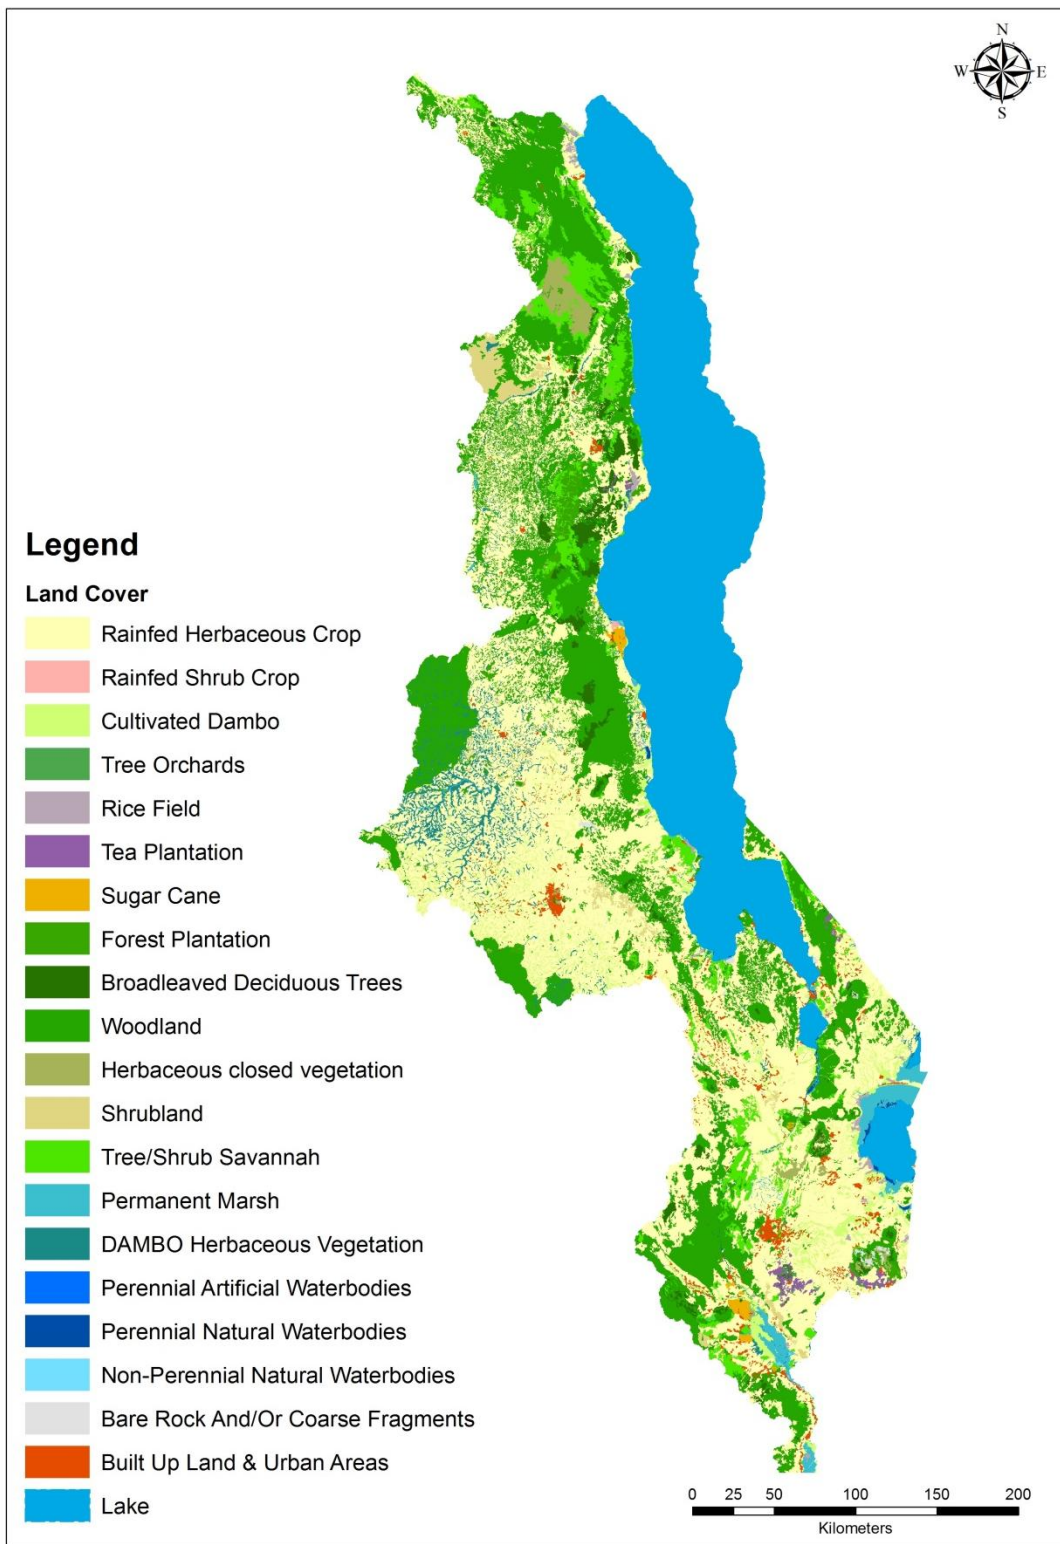 N
W E
S
Legend
Land Cover
Rainfed Herbaceous Crop
Rainfed Shrub Crop
Cultivated Dambo
Tree Orchards
Rice Field
Tea Plantation
Sugar Cane
Forest Plantation
Broadleaved Deciduous Trees
Woodland
Herbaceous closed vegetation
Shrubland
Tree/Shrub Savannah
Permanent Marsh
DAMBO Herbaceous Vegetation
Perennial Artificial Waterbodies
Perennial Natural Waterbodies
Non-Perennial Natural Waterbodies
Bare Rock And/Or Coarse Fragments
Built Up Land & Urban Areas
Lake
0 25 50 100 150 200
Kilometers